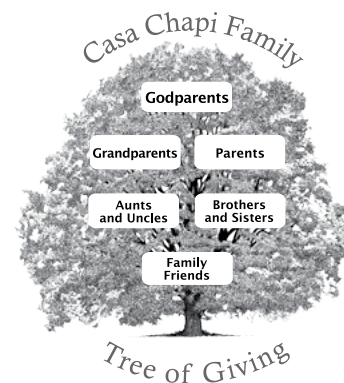 Casa Chapi Family
Godparents
Grandparents
Parents
Aunts
and Uncles
Brothers
and Sisters
Family
Friends
Tree of Giving